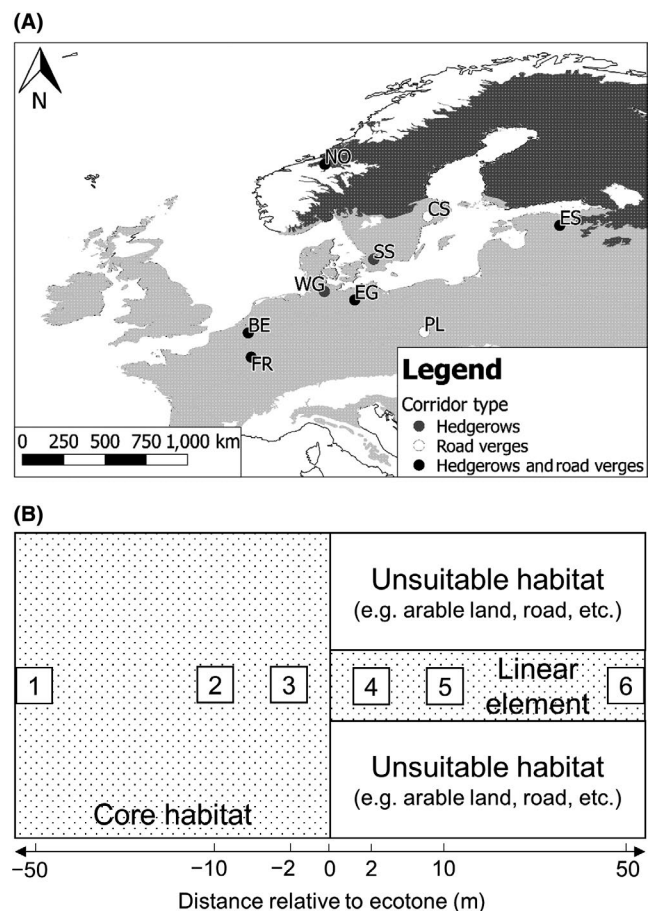 (A)
N
NO
CS
ES
SS
WG
EG
BE
PL
FR
Legend
Corridor type
Hedgerows
Road verges
Hedgerows and road verges
0 250 500 750 1,000 km
(B)
Unsuitable habitat
(e.g. arable land, road, etc.)
1 2 3 4 5 Linear element 6
Unsuitable habitat
(e.g. arable land, road, etc.)
Core habitat
−50 −10 −2 0 2 10 50
Distance relative to ecotone (m)